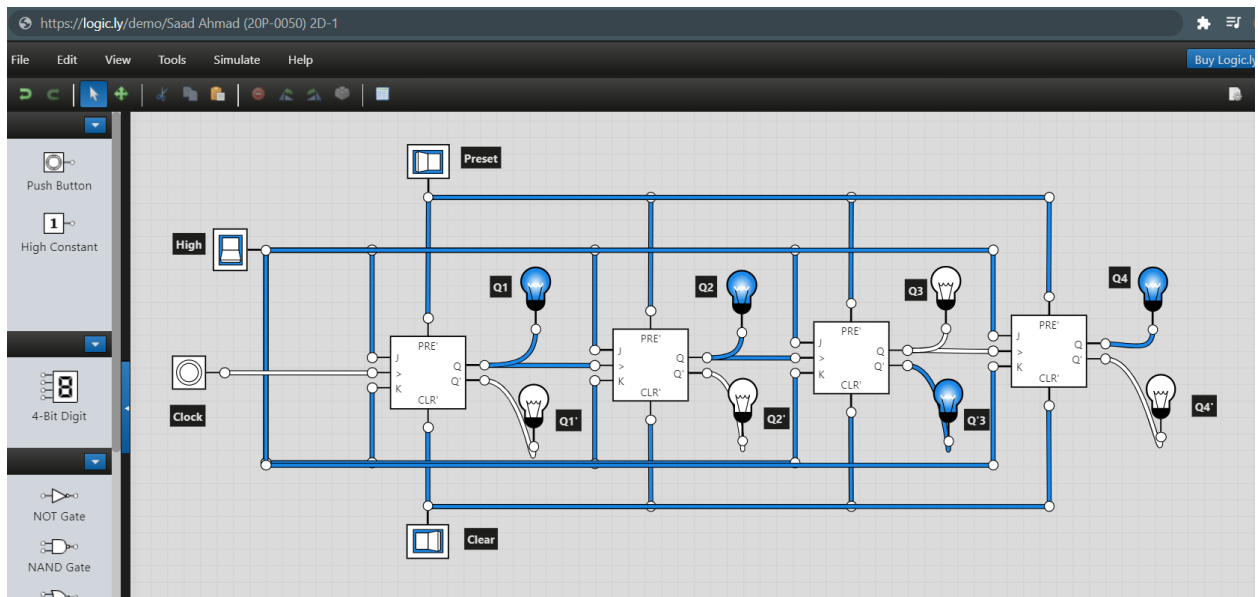 https://logic.ly/demo/Saad Ahmad (20P-0050) 2D-1
File Edit View Tools Simulate Help
Buy Logic.ly
Push Button
1
High Constant
8
4-Bit Digit
NOT Gate
NAND Gate
Preset
High
Clock
Clear
Q1
Q1'
Q2
Q2'
Q3
Q'3
Q4
Q4'
PRE'
J
>
K
Q
Q'
CLR'
PRE'
J
>
K
Q
Q'
CLR'
PRE'
J
>
K
Q
Q'
CLR'
PRE'
J
>
K
Q
Q'
CLR'